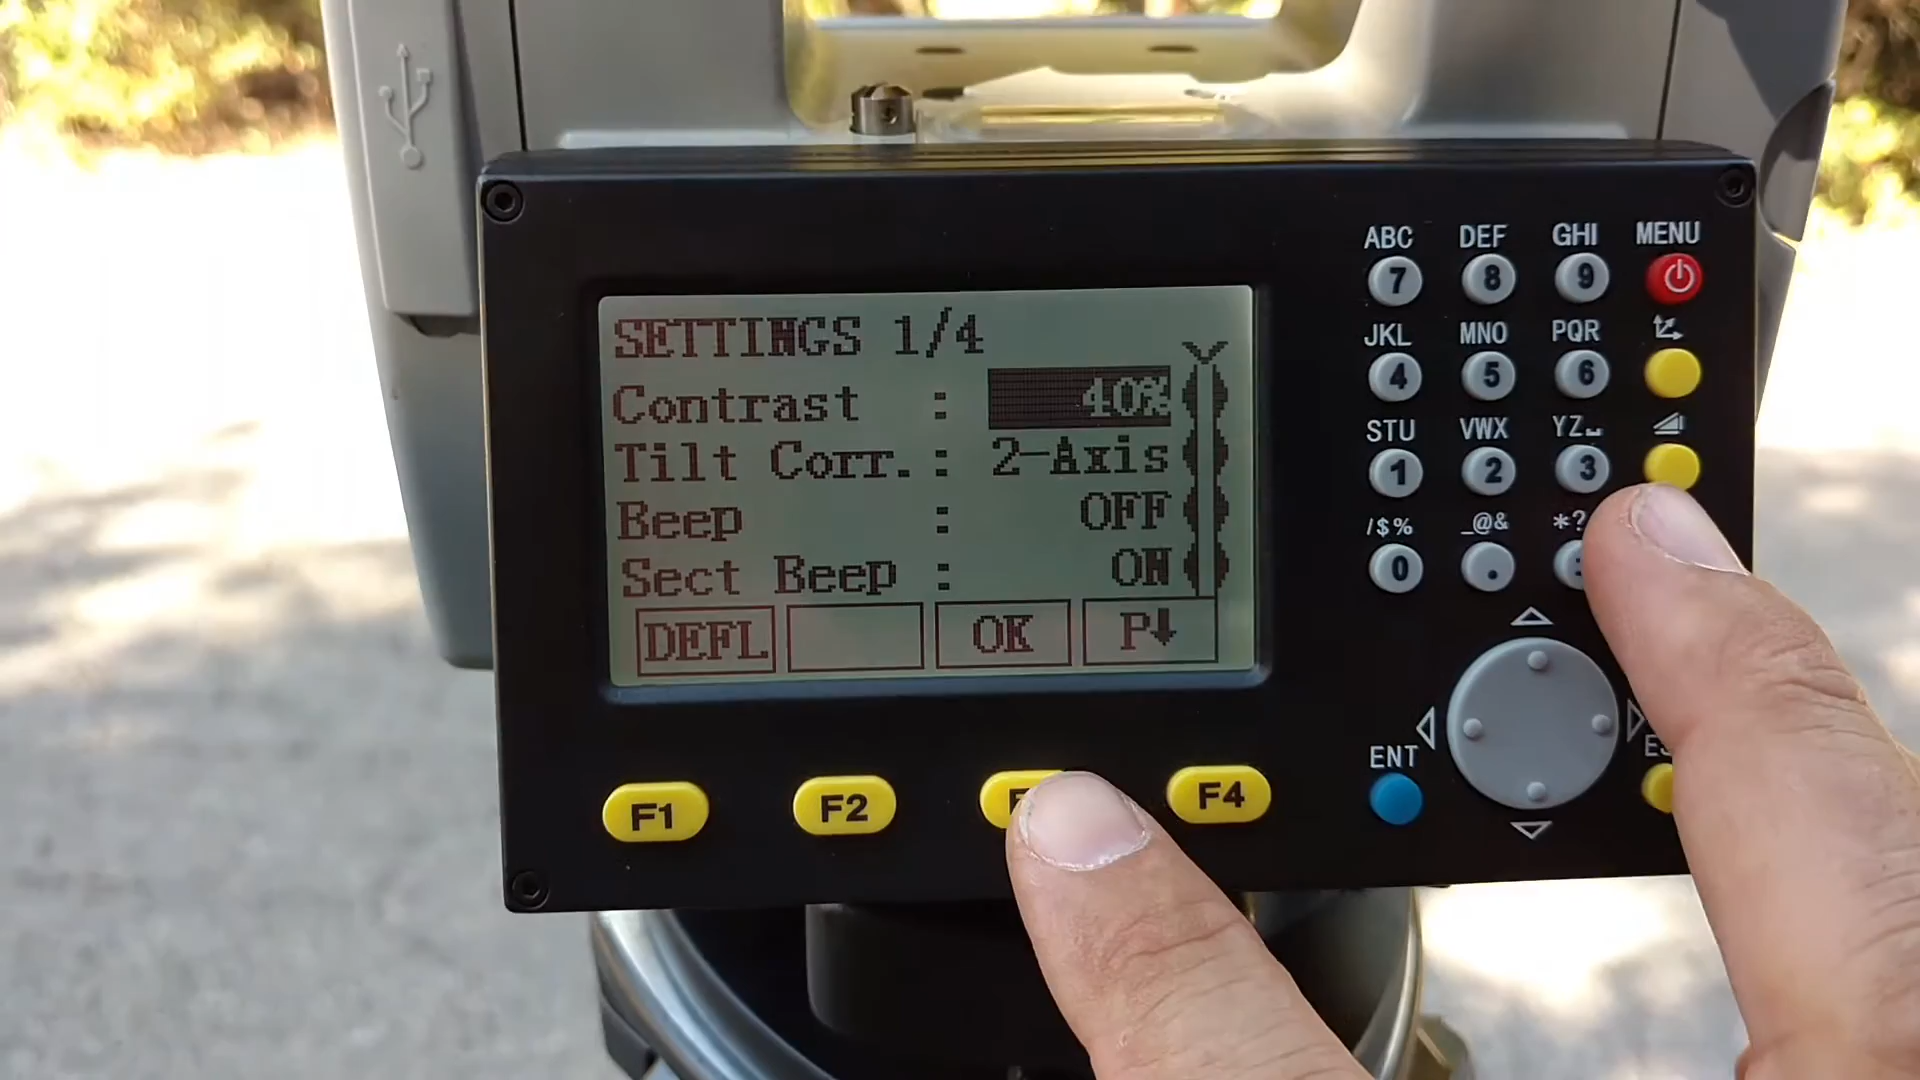 SETTINGS 1/4
Contrast : 40%
Tilt Corr. : 2-Axis
Beep : OFF
Sect Beep : ON
DEFL OK P⬇
ABC DEF GHI MENU
7 8 9
JKL MNO PQR
4 5 6
STU VWX YZ␣
1 2 3
/$% _@& *?
0 .
ENT
F1 F2 F4